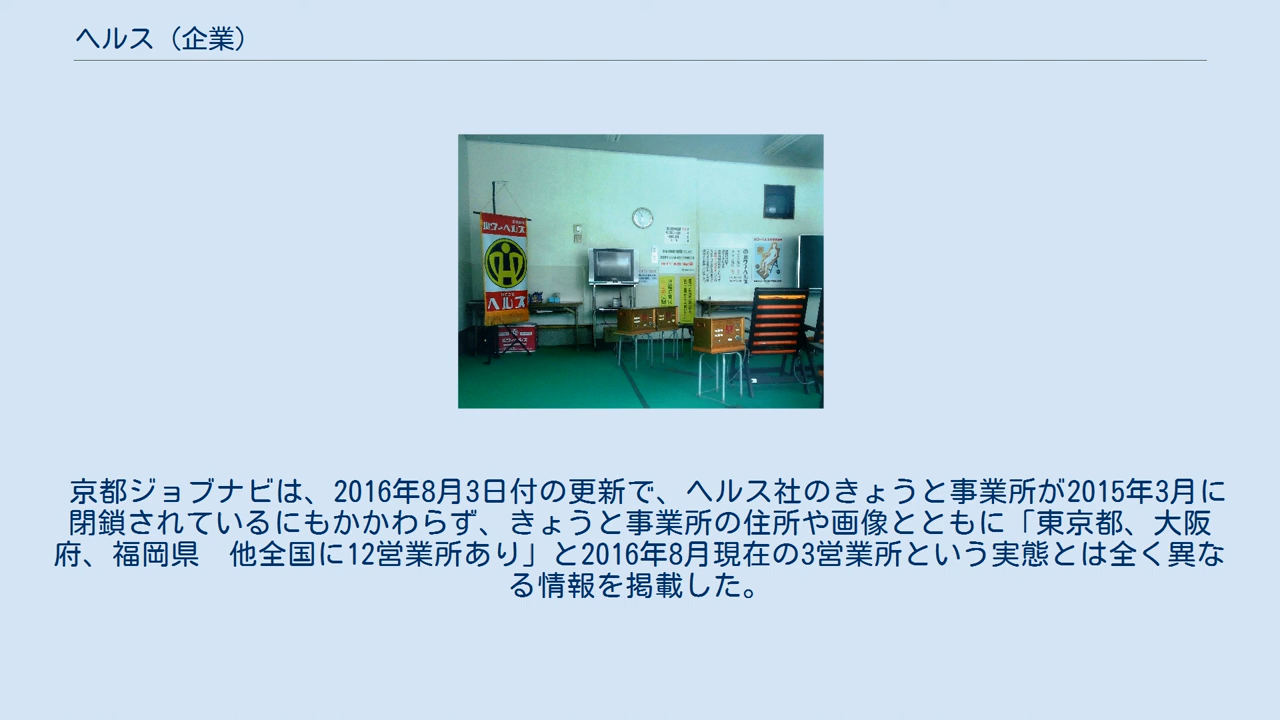 ヘルス（企業）
ヘルス
京都ジョブナビは、2016年8月3日付の更新で、ヘルス社のきょうと事業所が2015年3月に
閉鎖されているにもかかわらず、きょうと事業所の住所や画像とともに「東京都、大阪
府、福岡県　他全国に12営業所あり」と2016年8月現在の3営業所という実態とは全く異な
る情報を掲載した。